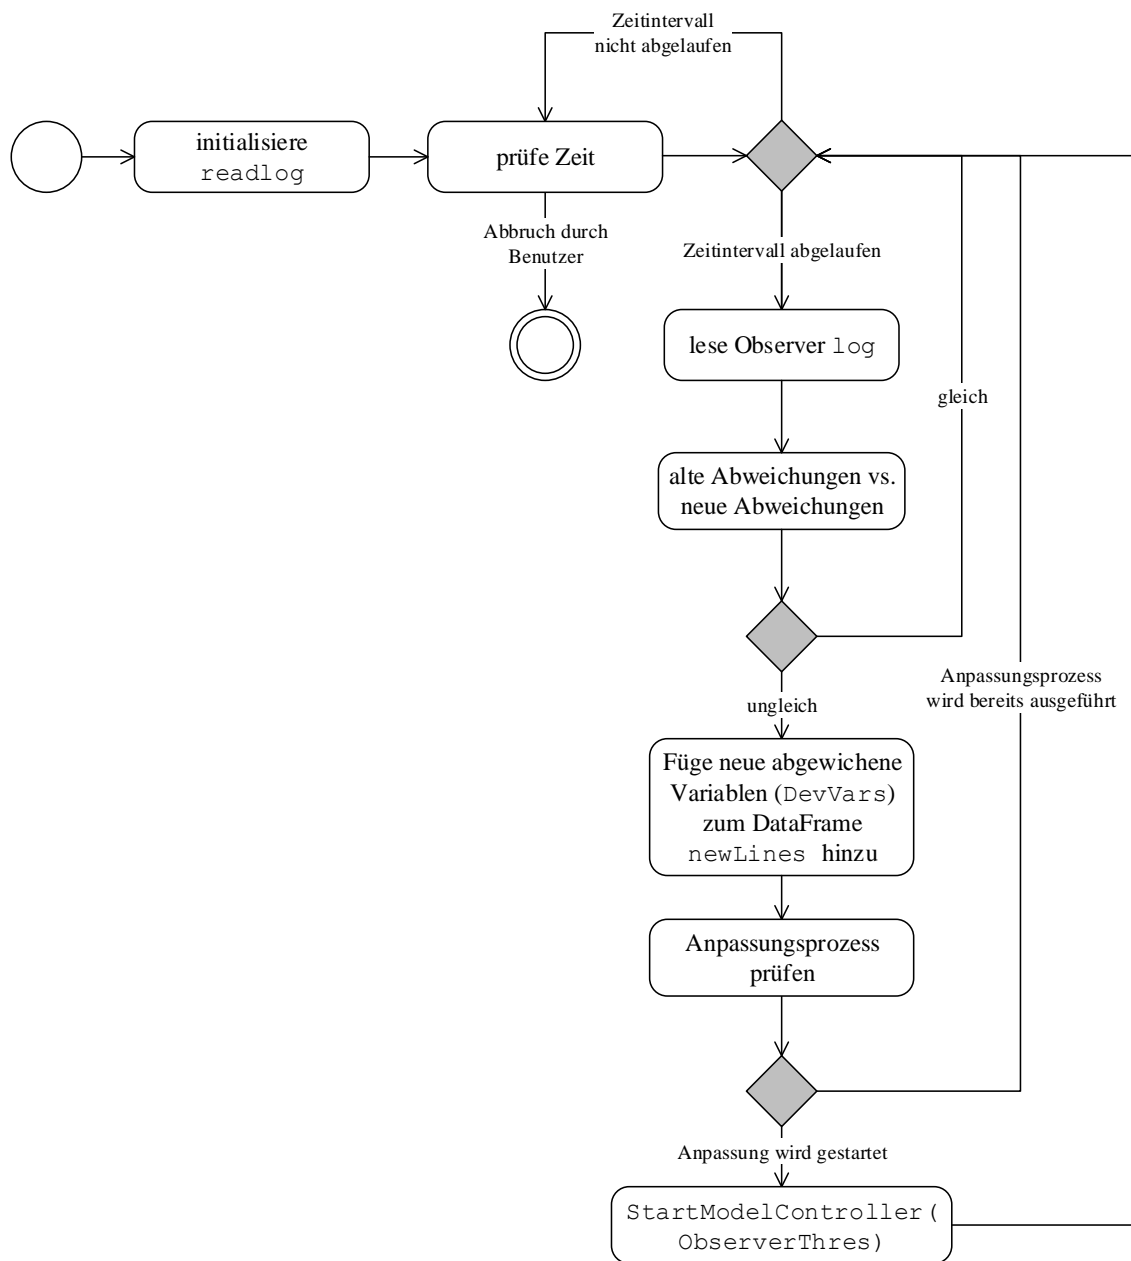 Zeitintervall
nicht abgelaufen
initialisiere
readlog
prüfe Zeit
Abbruch durch
Benutzer
Zeitintervall abgelaufen
lese Observer log
gleich
alte Abweichungen vs.
neue Abweichungen
Anpassungsprozess
wird bereits ausgeführt
ungleich
Füge neue abgewichene
Variablen (DevVars)
zum DataFrame
newLines hinzu
Anpassungsprozess
prüfen
Anpassung wird gestartet
StartModelController(
ObserverThres)